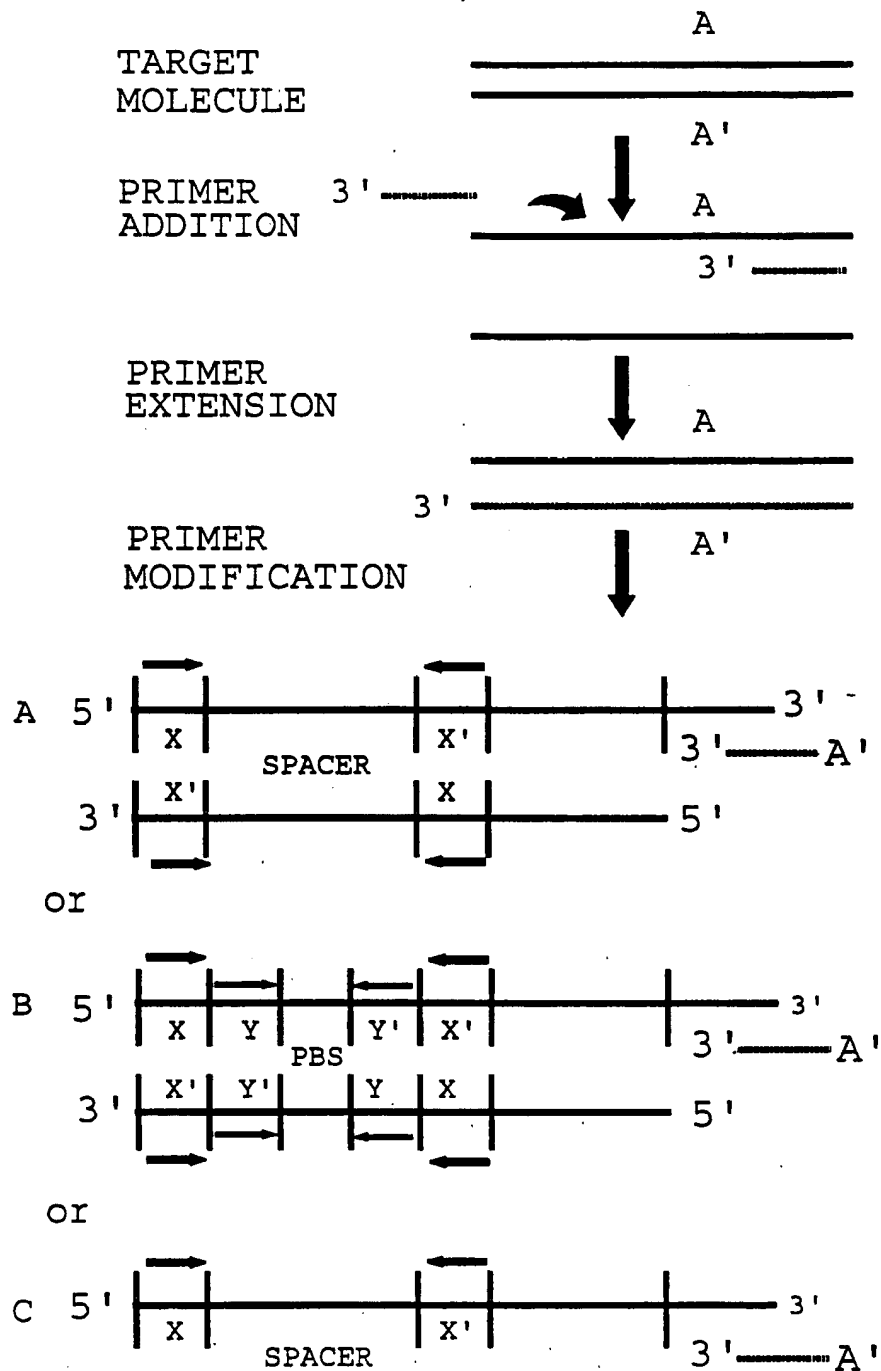 A
TARGET
MOLECULE
A'
PRIMER 3' A
ADDITION
3'
PRIMER
EXTENSION
A
3'
PRIMER A'
MODIFICATION
A 5' 3'
X X' 3' A'
SPACER
X' X
3' 5'
or
B 5' 3'
X Y Y' X' 3' A'
PBS
X' Y' Y X
3' 5'
or
C 5' 3'
X X' 3' A'
SPACER